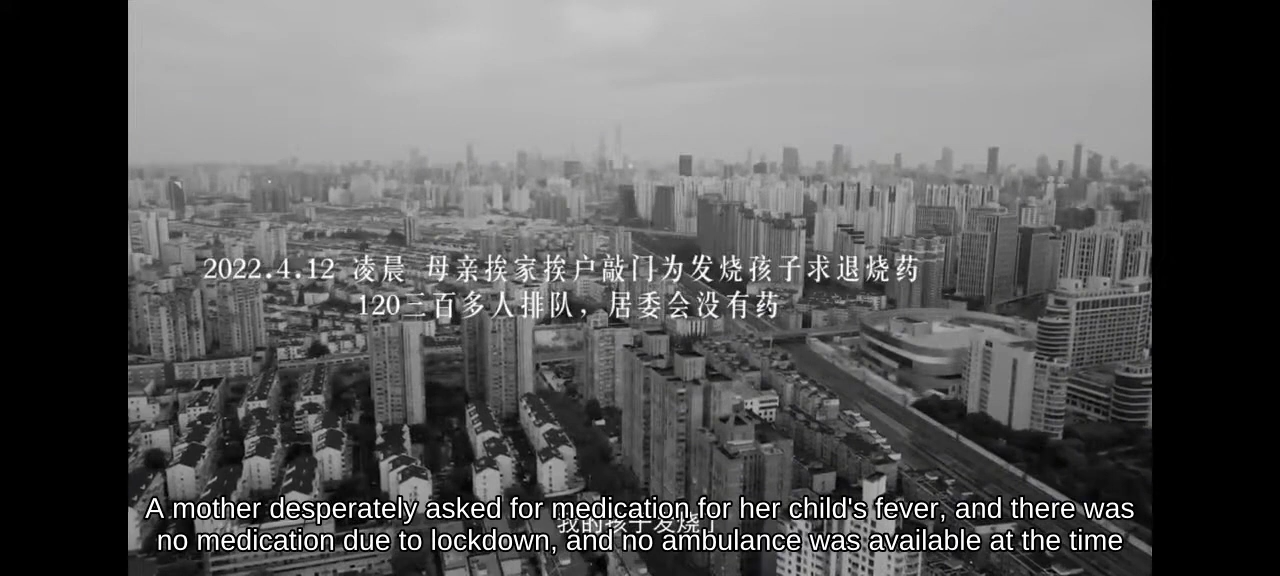 2022.4.12 凌晨 母亲挨家挨户敲门为发烧孩子求退烧药
120二百多人排队，居委会没有药
我的孩子发烧了
A mother desperately asked for medication for her child's fever, and there was
no medication due to lockdown, and no ambulance was available at the time